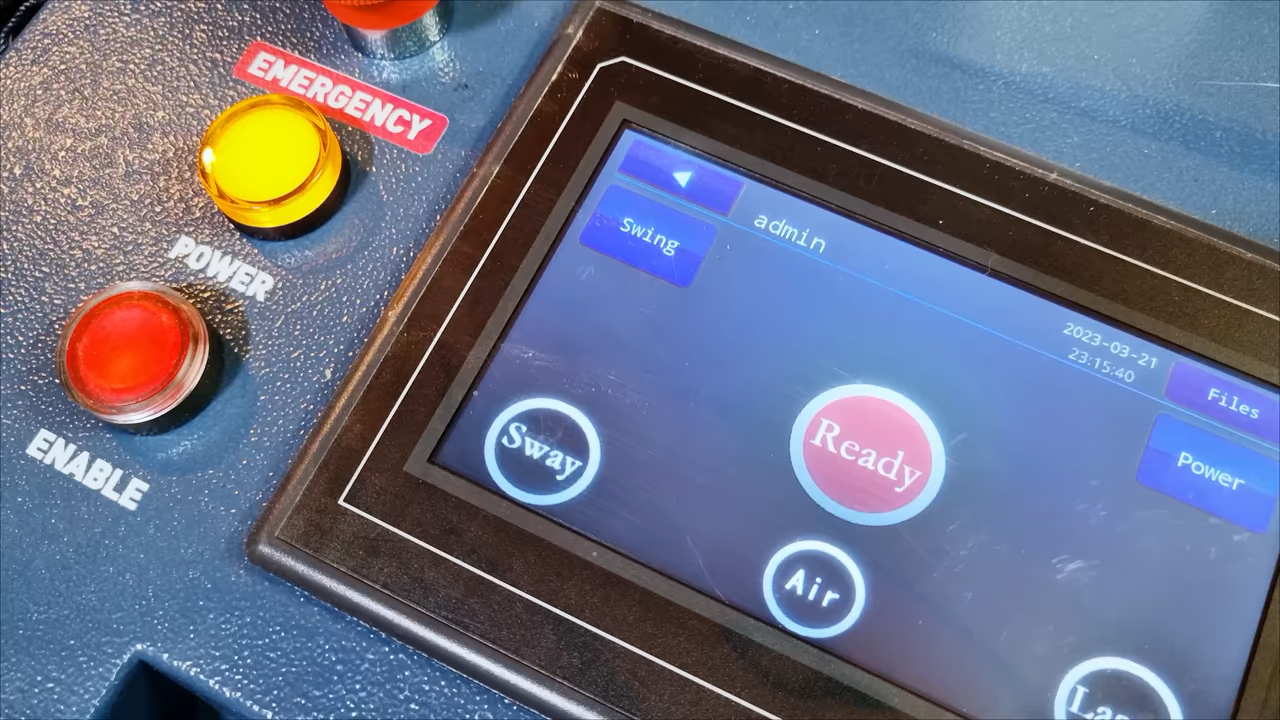 EMERGENCY
POWER
ENABLE
admin
Swing
2023-03-21
23:15:40
Files
Power
Sway
Ready
Air